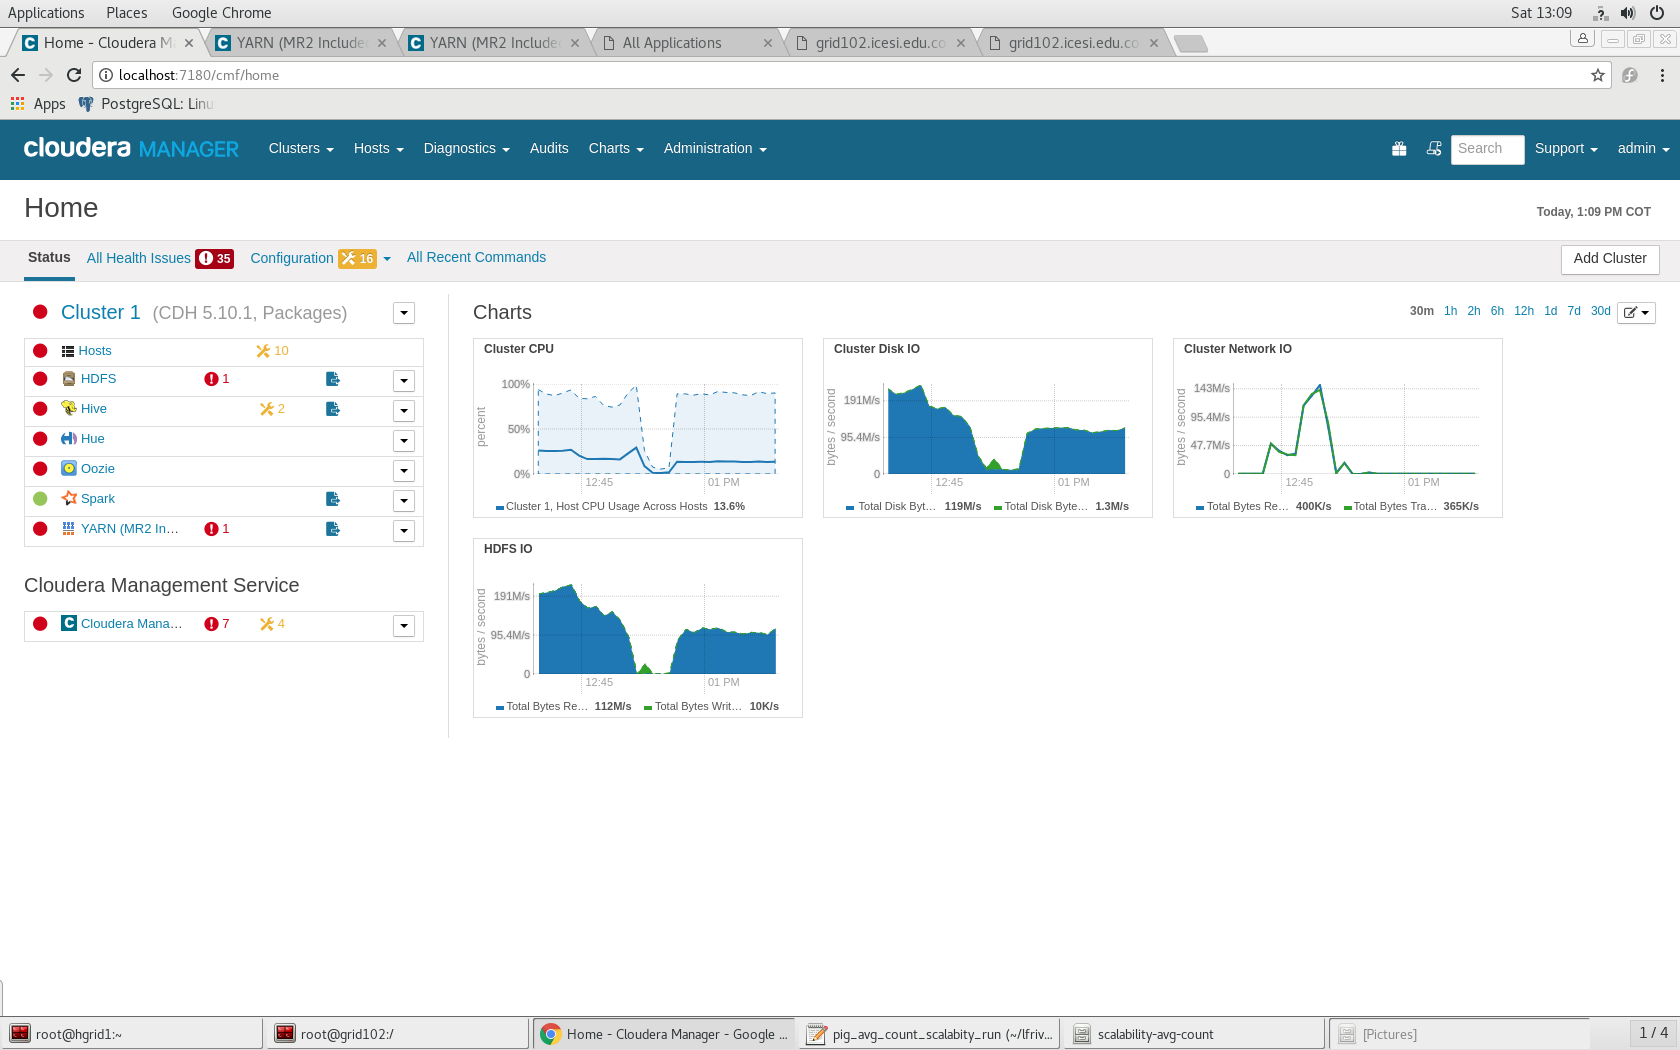 Applications Places Google Chrome Sat 13:09
Home - Cloudera M YARN (MR2 Include YARN (MR2 Include All Applications grid102.icesi.edu.co grid102.icesi.edu.co
localhost:7180/cmf/home
Apps PostgreSQL: Linu
cloudera MANAGER Clusters Hosts Diagnostics Audits Charts Administration Search Support admin
Home
Today, 1:09 PM COT
Status All Health Issues 35 Configuration 16 All Recent Commands Add Cluster
Cluster 1 (CDH 5.10.1, Packages)
Hosts 10
HDFS 1
Hive 2
Hue
Oozie
Spark
YARN (MR2 In... 1
Cloudera Management Service
Cloudera Mana... 7 4
Charts
30m 1h 2h 6h 12h 1d 7d 30d
Cluster CPU
percent
100%
50%
0%
12:45 01 PM
Cluster 1, Host CPU Usage Across Hosts 13.6%
Cluster Disk IO
bytes / second
191M/s
95.4M/s
0
12:45 01 PM
Total Disk Byt... 119M/s Total Disk Byte... 1.3M/s
Cluster Network IO
bytes / second
143M/s
95.4M/s
47.7M/s
0
12:45 01 PM
Total Bytes Re... 400K/s Total Bytes Tra... 365K/s
HDFS IO
bytes / second
191M/s
95.4M/s
0
12:45 01 PM
Total Bytes Re... 112M/s Total Bytes Writ... 10K/s
root@hgrid1:~ root@grid102:/ Home - Cloudera Manager - Google ... pig_avg_count_scalabity_run (~/lfriv... scalability-avg-count [Pictures] 1 / 4